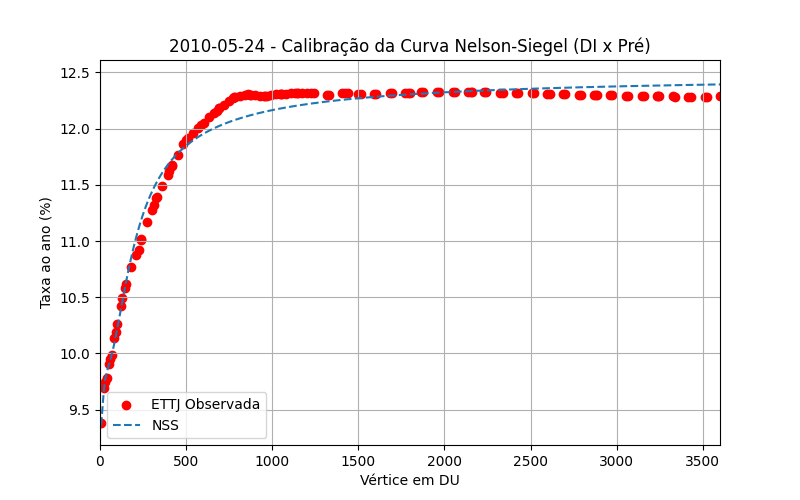 2010-05-24 - Calibração da Curva Nelson-Siegel (DI x Pré)
Taxa ao ano (%)
12.5
12.0
11.5
11.0
10.5
10.0
9.5
ETTJ Observada
NSS
0 500 1000 1500 2000 2500 3000 3500
Vértice em DU